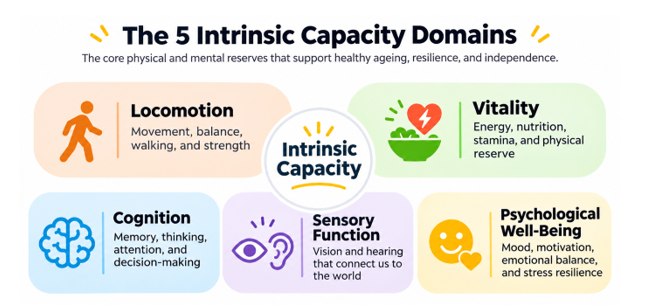 The 5 Intrinsic Capacity Domains
The core physical and mental reserves that support healthy ageing, resilience, and independence.
Locomotion
Movement, balance,
walking, and strength
Intrinsic
Capacity
Vitality
Energy, nutrition,
stamina, and physical
reserve
Cognition
Memory, thinking,
attention, and
decision-making
Sensory
Function
Vision and hearing
that connect us to
the world
Psychological
Well-Being
Mood, motivation,
emotional balance,
and stress resilience